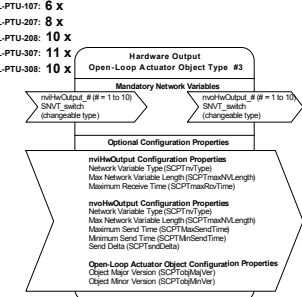 L-PTU-107: 6 x
L-PTU-207: 8 x
L-PTU-208: 10 x
L-PTU-307: 11 x
L-PTU-308: 10 x
Hardware Output
Open-Loop Actuator Object Type #3
Mandatory Network Variables
nviHwOutput_# (# = 1 to 10)
SNVT_switch
(changeable type)
nvoHwOutput_# (# = 1 to 10)
SNVT_switch
(changeable type)
Optional Configuration Properties
nviHwOutput Configuration Properties
Network Variable Type (SCPTnvType)
Max Network Variable Length (SCPTmaxNVLength)
Maximum Receive Time (SCPTmaxRcvTime)
nvoHwOutput Configuration Properties
Network Variable Type (SCPTnvType)
Max Network Variable Length (SCPTmaxNVLength)
Maximum Send Time (SCPTMaxSendTime)
Minimum Send Time (SCPTMinSendTime)
Send Delta (SCPTsndDelta)
Open-Loop Actuator Object Configuration Properties
Object Major Version (SCPTobjMajVer)
Object Minor Version (SCPTobjMinVer)